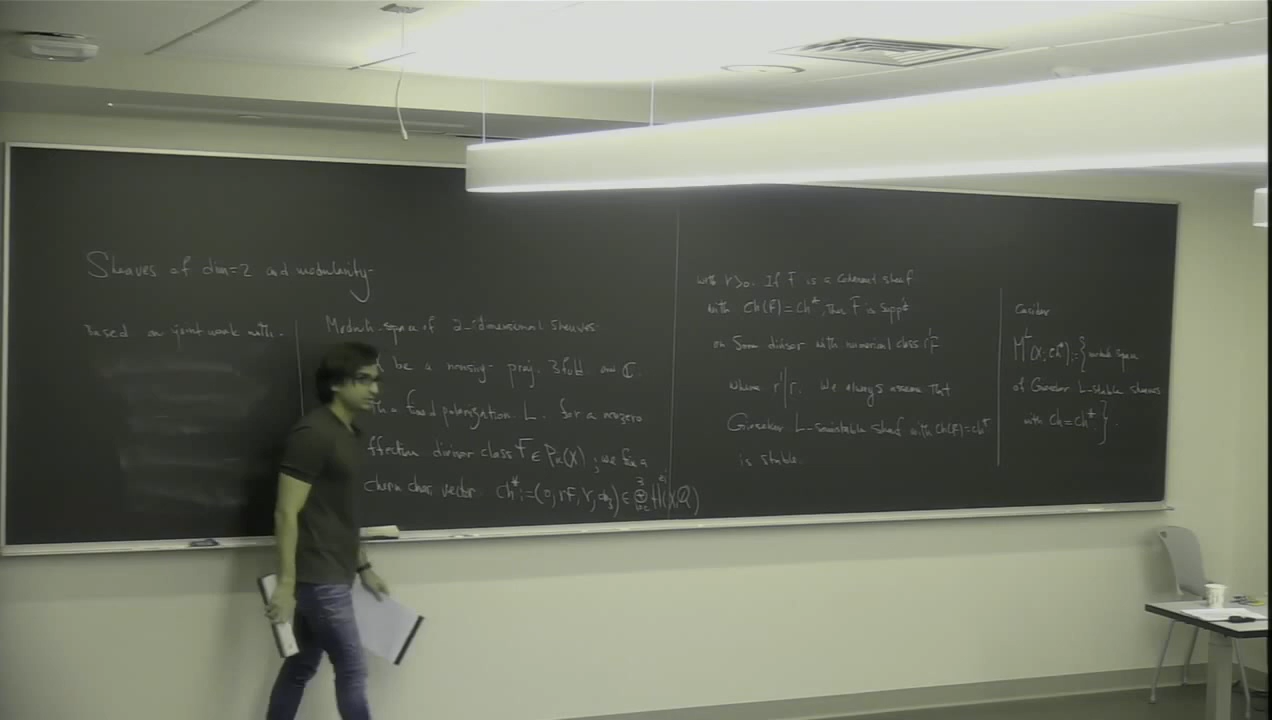 Sheaves of dim=2 and modularity
Based on joint work with
Moduli space of 2-dimensional sheaves
X be a nonsing. proj. 3fold over ℂ
with a fixed polarization L. for a nonzero
effective divisor class F ∈ Pic(X), we fix a
chern char. vector ch* := (0, rF, γ,
with r>0. If F is a coherent sheaf
with ch(F)=ch*, then F is supp't
on some divisor with numerical class r'F
where r'|r. We always assume that
Gieseker L-semistable sheaf with ch(F)=ch*
is stable.
Consider
M^L(X; ch*) := { moduli space
of Gieseker L-stable sheaves
with ch=ch* }.